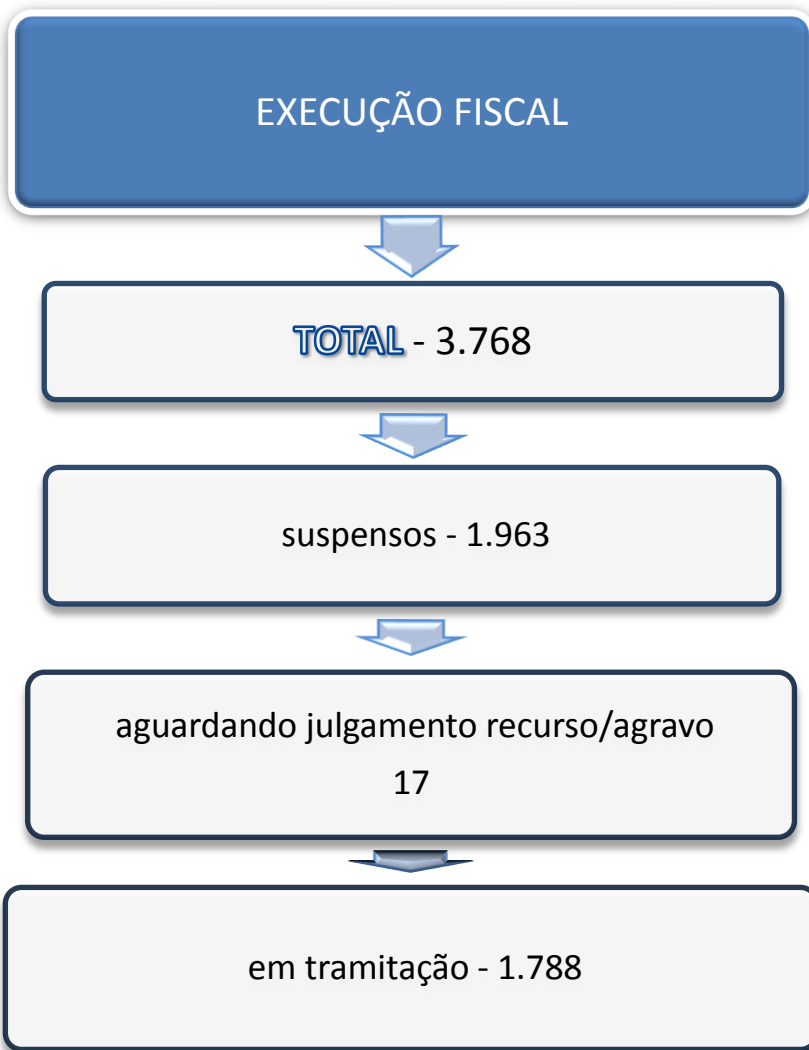 EXECUÇÃO FISCAL
TOTAL - 3.768
suspensos - 1.963
aguardando julgamento recurso/agravo
17
em tramitação - 1.788